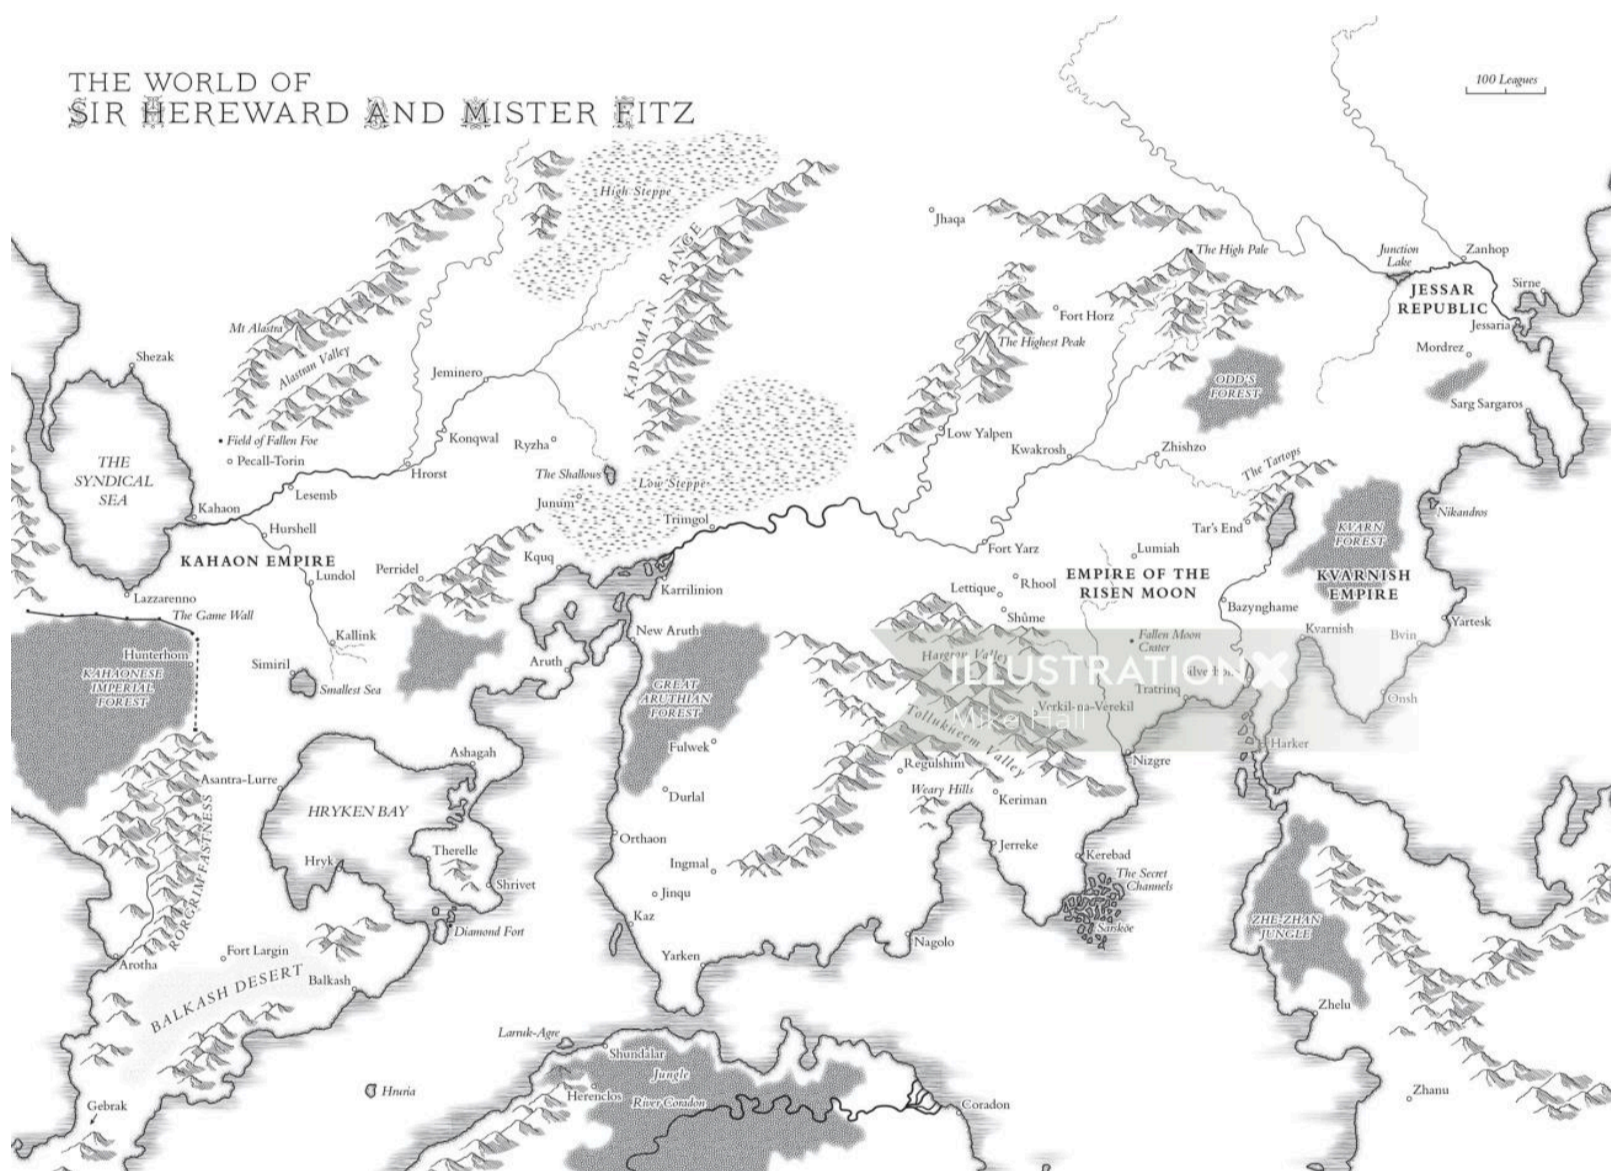 THE WORLD OF
SIR HEREWARD AND MISTER FITZ
100 Leagues
High Steppe
Jhaqa
The High Pale
Junction
Lake
Zanhop
JESSAR
REPUBLIC
Sirne
Jessaria
Mordrez
Sarg Sargaros
KAPOMAN RANGE
Fort Horz
The Highest Peak
ODD'S
FOREST
Mt Alastra
Alastran Valley
Shezak
Jeminero
Field of Fallen Foe
Pecall-Torin
Konqwal
Ryzha
Hrorst
The Shallows
Low Steppe
Low Yalpen
Kwakrosh
Zhishzo
The Tartops
THE
SYNDICAL
SEA
Lesemb
Junum
Kahaon
Hurshell
Trimgol
Fort Yarz
Tar's End
Nikandros
KVARN
FOREST
KAHAON EMPIRE
Perridel
Kquq
Lumiah
Lundol
Karrilinion
Lettique
Rhool
EMPIRE OF THE
RISEN MOON
KVARNISH
EMPIRE
Lazzarenno
The Game Wall
Shûme
Bazynghame
Yartesk
Kallink
New Aruth
Fallen Moon
Crater
Kvarnish
Bvin
Hunterhom
KAHAONESE
IMPERIAL
FOREST
Simiril
Smallest Sea
Aruth
GREAT
ARUTHIAN
FOREST
ILLUSTRATIONX
Mike Hall
Tratrinq
Verkil-na-Verekil
Onsh
Tollukheem Valley
Fulwek
Harker
Ashagah
Nizgre
Regulshim
Asantra-Lurre
Weary Hills
Keriman
Durlal
HRYKEN BAY
Orthaon
Jerreke
Therelle
Hryk
Ingmal
Kerebad
The Secret
Channels
Shrivet
Jinqu
RORGRIM FASTNESS
Kaz
Sarsköe
ZHE-ZHAN
JUNGLE
Diamond Fort
Nagolo
Fort Largin
Arotha
Yarken
Balkash
BALKASH DESERT
Zhelu
Larruk-Agre
Shundalar
Jungle
Hruria
Herenclos
River Coradon
Coradon
Zhanu
Gebrak